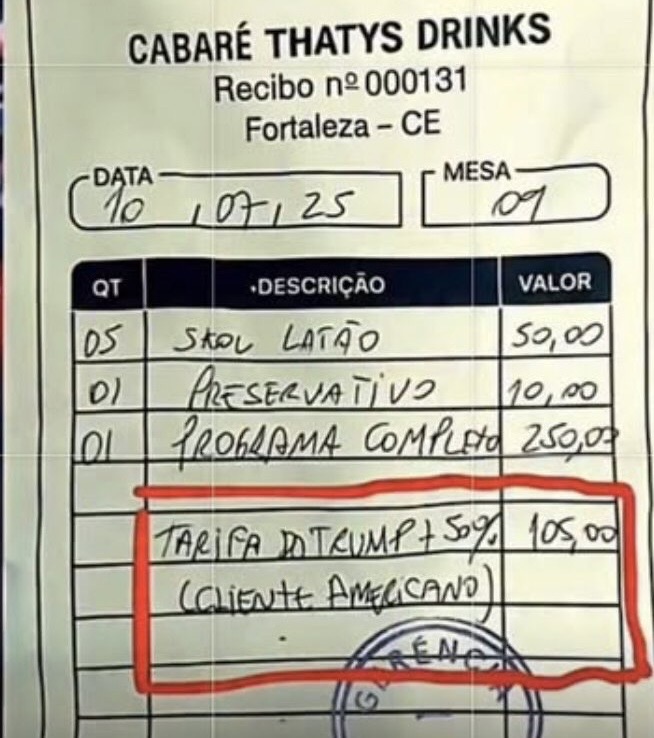 CABARÉ THATYS DRINKS
Recibo nº 000131
Fortaleza – CE
DATA MESA
10 , 07 , 25 09
QT DESCRIÇÃO VALOR
05 SKOL LATÃO 50,00
01 PRESERVATIVO 10,00
01 PROGRAMA COMPLETO 250,00
TARIFA DO TRUMP + 50% 105,00
(CLIENTE AMERICANO)
GERÊNCIA